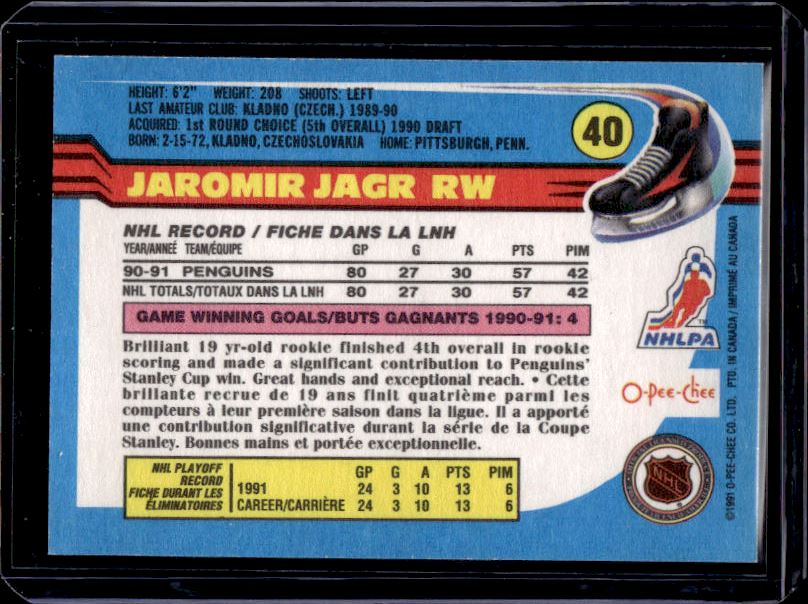 HEIGHT: 6'2" WEIGHT: 208 SHOOTS: LEFT
LAST AMATEUR CLUB: KLADNO (CZECH.) 1989-90
ACQUIRED: 1st ROUND CHOICE (5th OVERALL) 1990 DRAFT
BORN: 2-15-72, KLADNO, CZECHOSLOVAKIA HOME: PITTSBURGH, PENN.
40
JAROMIR JAGR RW
NHL RECORD / FICHE DANS LA LNH
YEAR/ANNEÉ TEAM/ÉQUIPE GP G A PTS PIM
90-91 PENGUINS 80 27 30 57 42
NHL TOTALS/TOTAUX DANS LA LNH 80 27 30 57 42
GAME WINNING GOALS/BUTS GAGNANTS 1990-91: 4
Brilliant 19 yr-old rookie finished 4th overall in rookie
scoring and made a significant contribution to Penguins'
Stanley Cup win. Great hands and exceptional reach. • Cette
brillante recrue de 19 ans finit quatrième parmi les
compteurs à leur première saison dans la ligue. Il a apporté
une contribution significative durant la série de la Coupe
Stanley. Bonnes mains et portée exceptionnelle.
NHL PLAYOFF
RECORD
FICHE DURANT LES
ÉLIMINATOIRES
GP G A PTS PIM
1991 24 3 10 13 6
CAREER/CARRIÈRE 24 3 10 13 6
NHLPA
TM
O-Pee-Chee
NHL
©1991 O-PEE-CHEE CO. LTD. PTD. IN CANADA / IMPRIMÉ AU CANADA